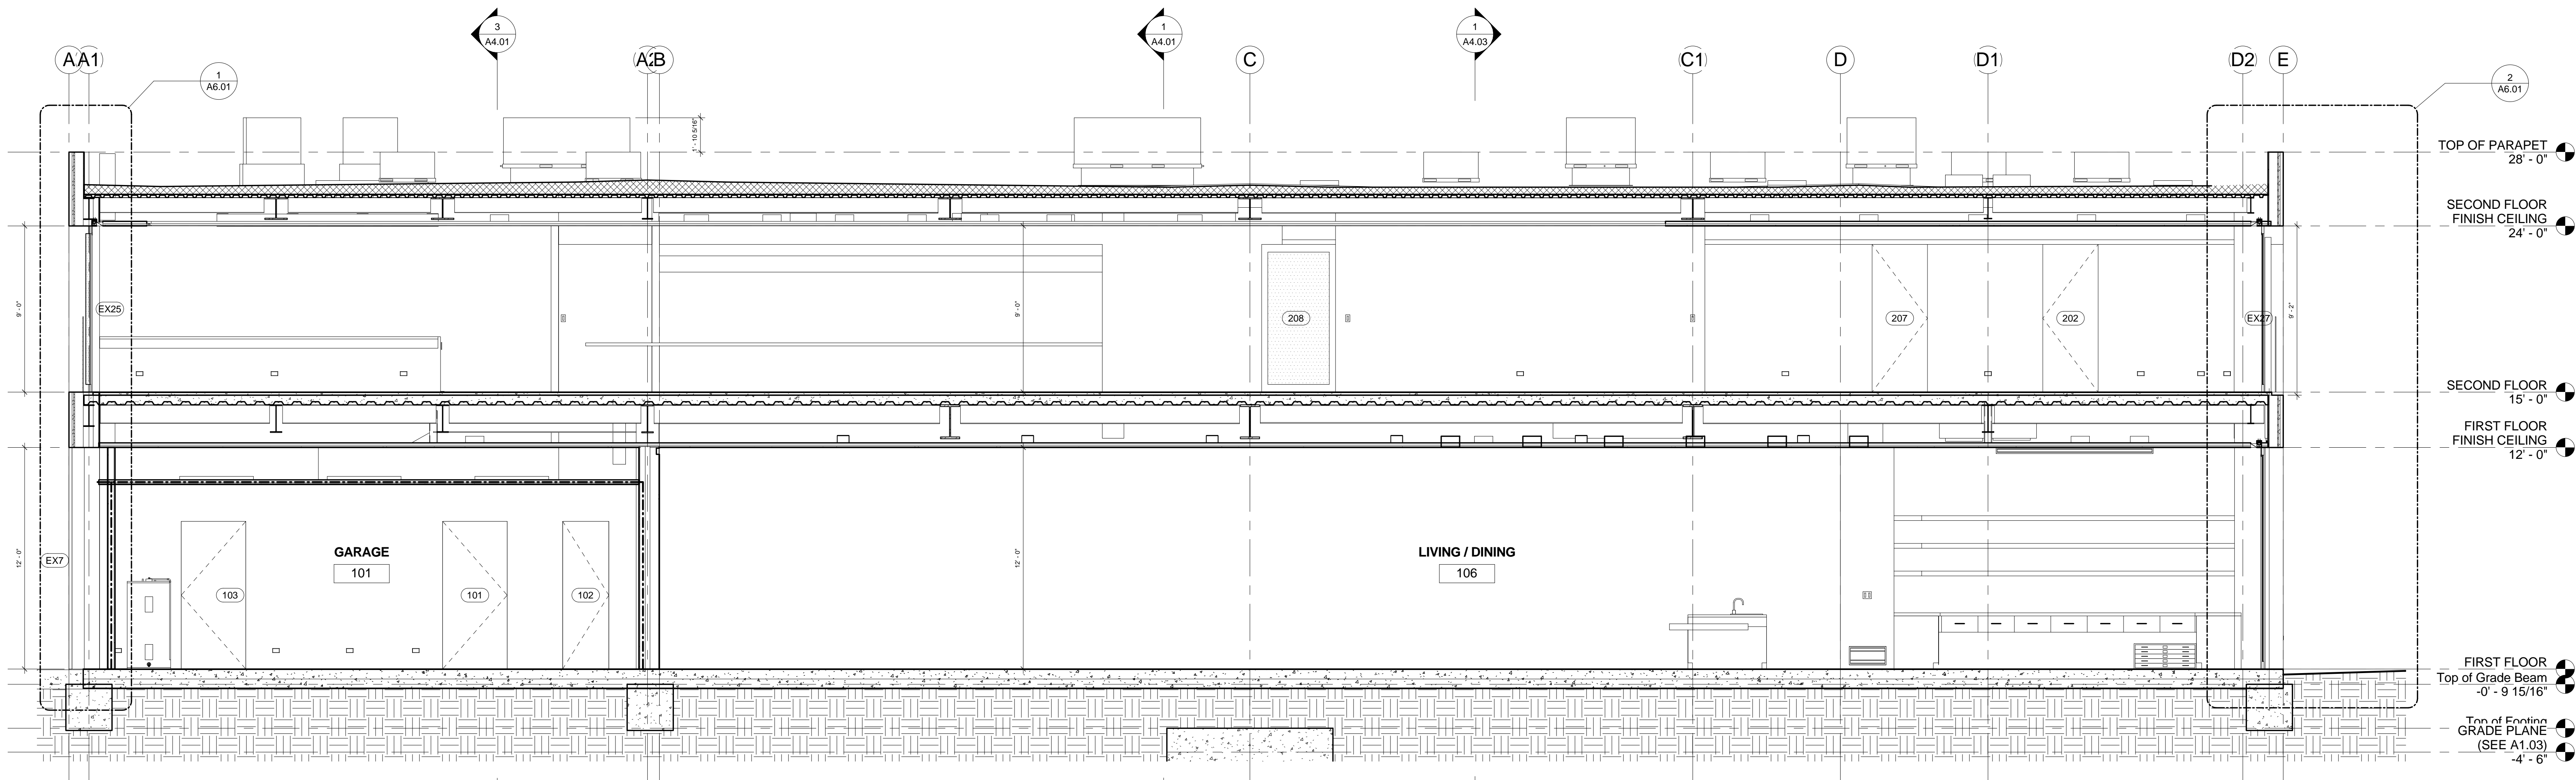 3
A4.01
1
A4.01
1
A4.03
A
A1
A2
B
C
C1
D
D1
D2
E
1
A6.01
2
A6.01
1' - 10 5/16"
TOP OF PARAPET
28' - 0"
SECOND FLOOR
FINISH CEILING
24' - 0"
9' - 0"
EX25
9' - 0"
208
207
202
EX27
9' - 2"
SECOND FLOOR
15' - 0"
FIRST FLOOR
FINISH CEILING
12' - 0"
12' - 0"
EX7
GARAGE
101
103
101
102
12' - 0"
LIVING / DINING
106
FIRST FLOOR
Top of Grade Beam
-0' - 9 15/16"
Top of Footing
GRADE PLANE
(SEE A1.03)
-4' - 6"